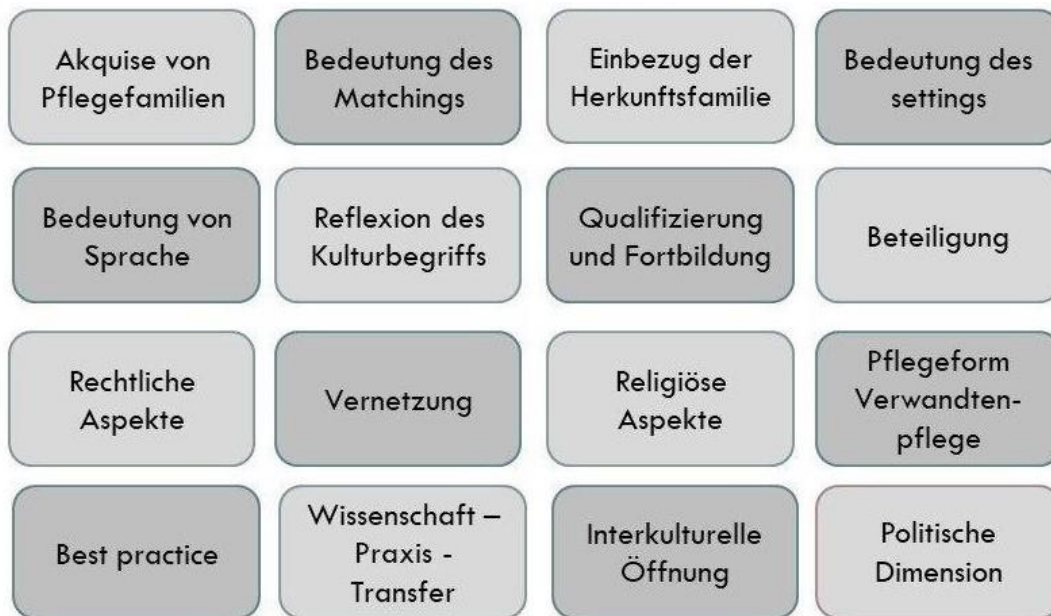 Akquise von
Pflegefamilien
Bedeutung des
Matchings
Einbezug der
Herkunftsfamilie
Bedeutung des
settings
Bedeutung von
Sprache
Reflexion des
Kulturbegriffs
Qualifizierung
und Fortbildung
Beteiligung
Rechtliche
Aspekte
Vernetzung
Religiöse
Aspekte
Pflegeform
Verwandten-
pflege
Best practice
Wissenschaft –
Praxis -
Transfer
Interkulturelle
Öffnung
Politische
Dimension